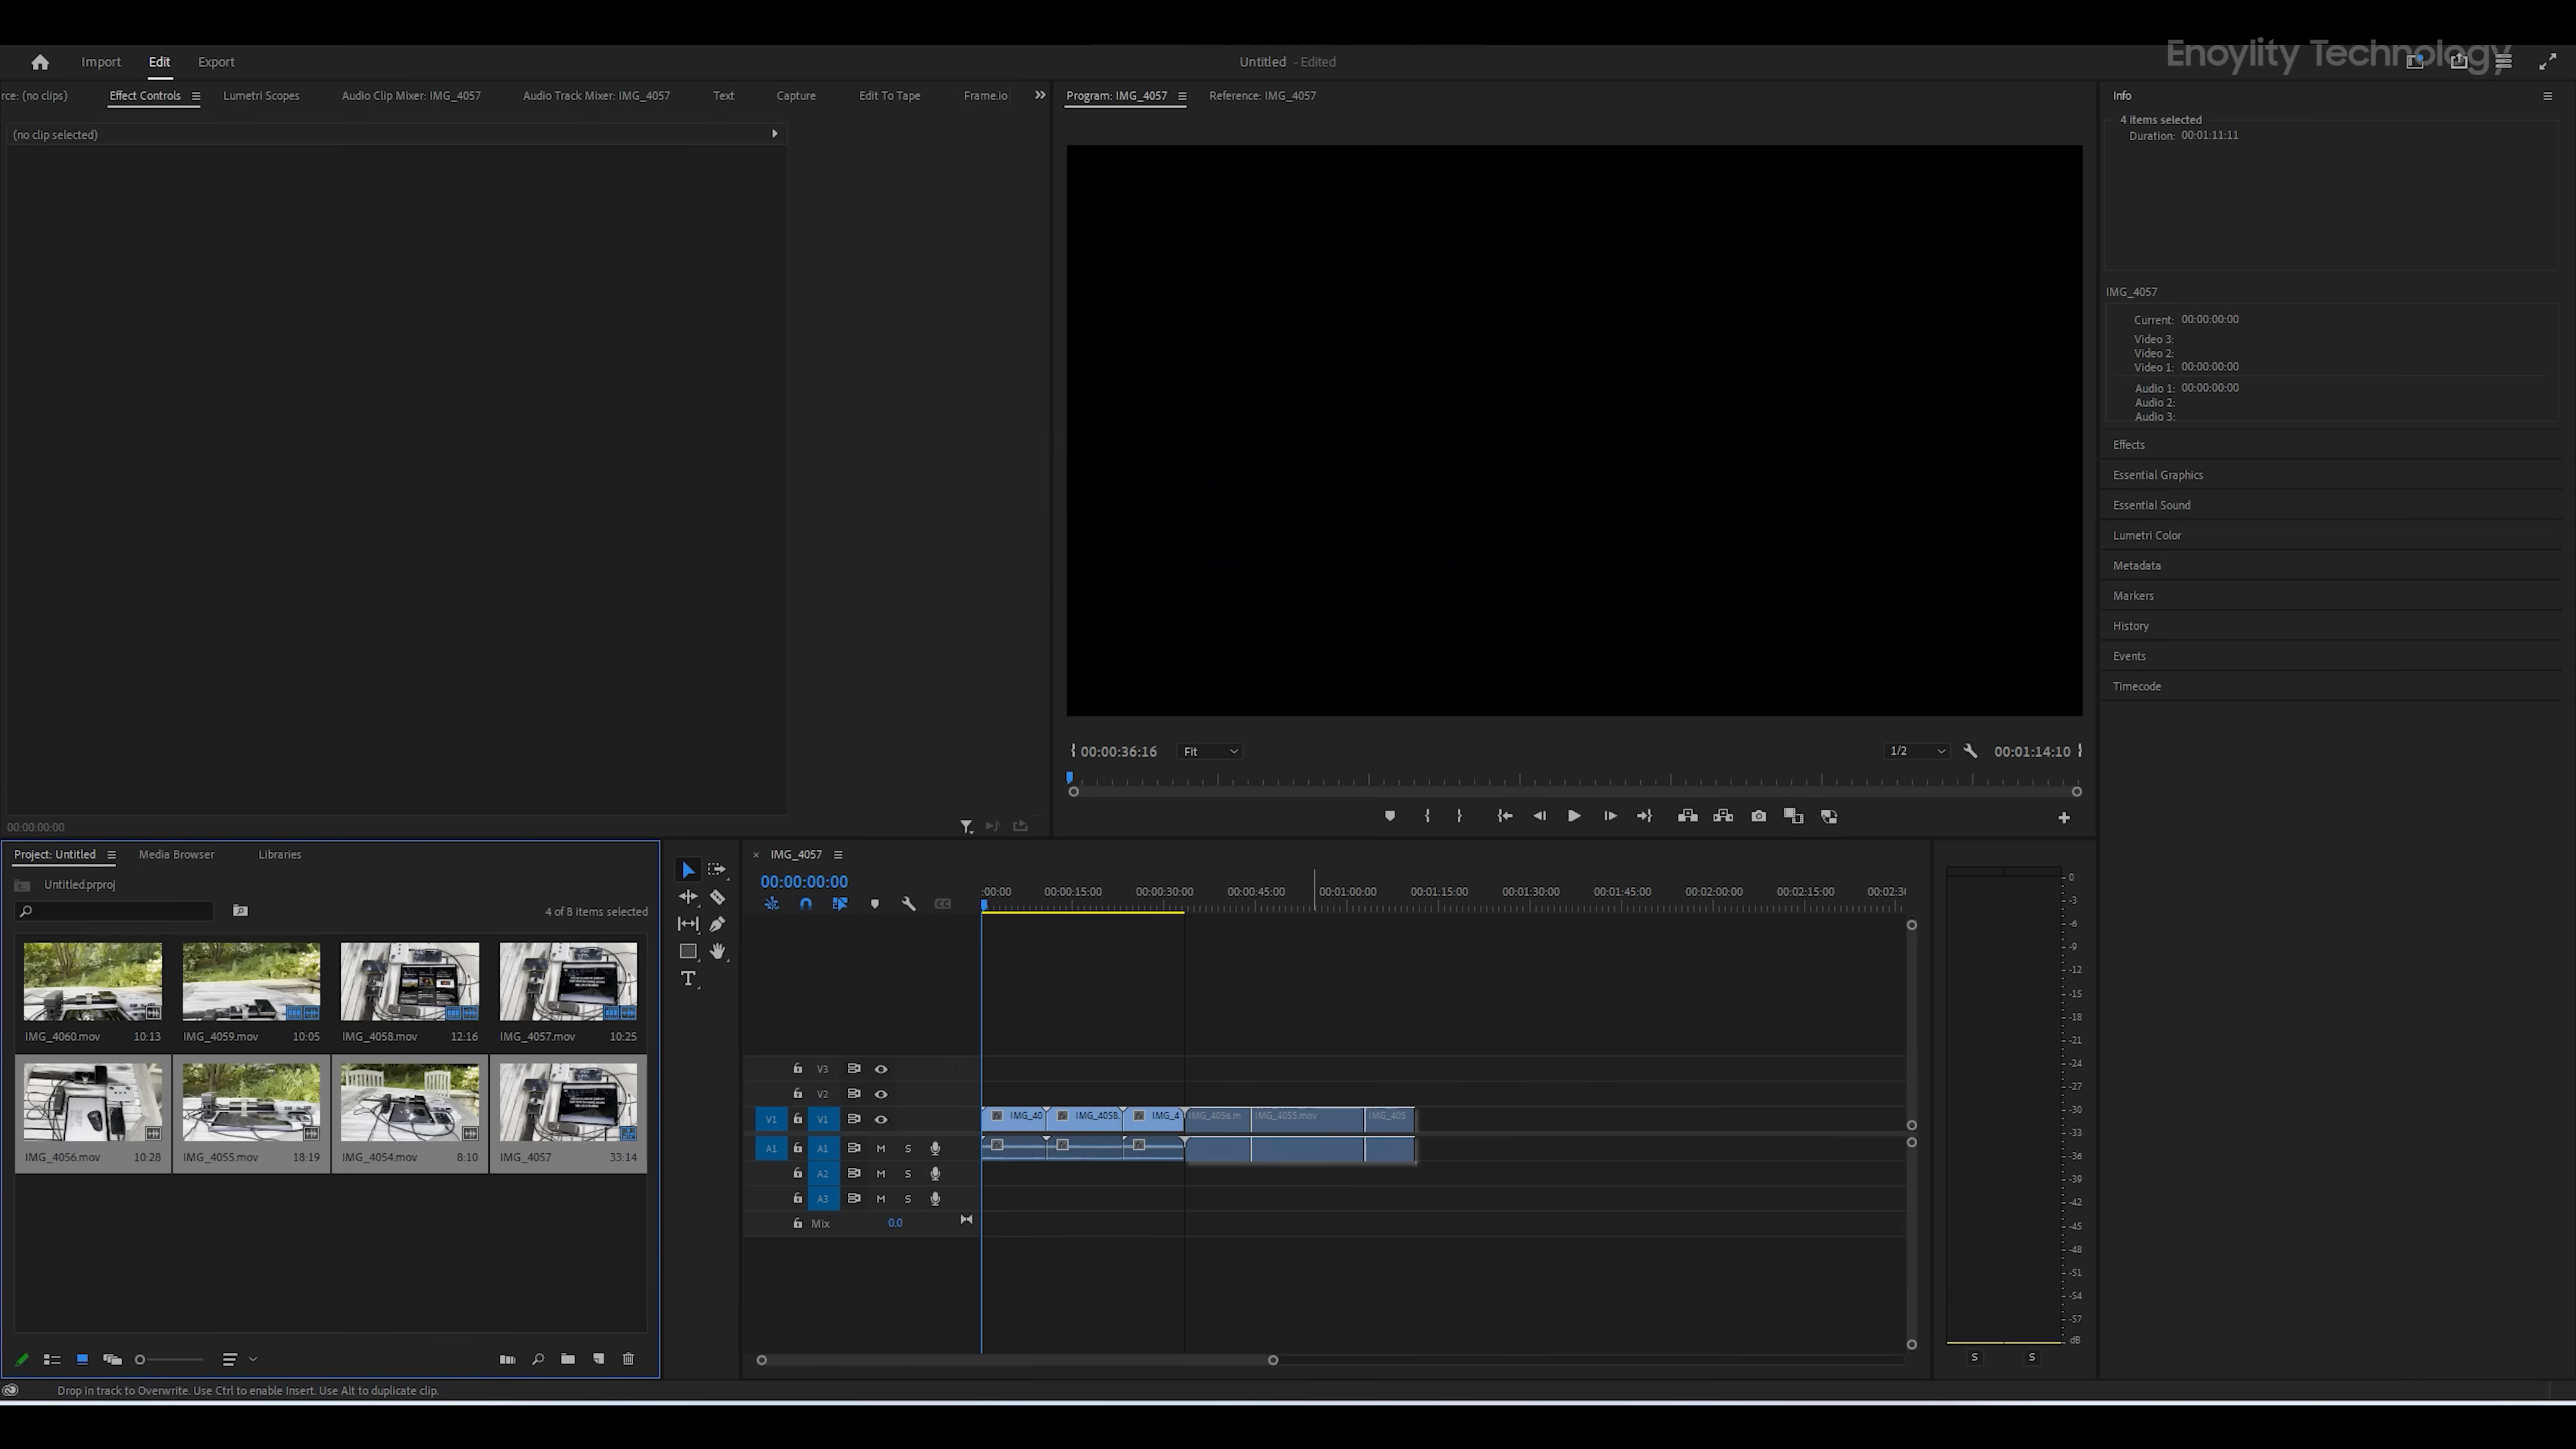 Enoylity Technology
Import Edit Export
Untitled - Edited
rce: (no clips) Effect Controls Lumetri Scopes Audio Clip Mixer: IMG_4057 Audio Track Mixer: IMG_4057 Text Capture Edit To Tape Frame.io
Program: IMG_4057 Reference: IMG_4057
Info
(no clip selected)
4 items selected
Duration: 00:01:11:11
IMG_4057
Current: 00:00:00:00
Video 3:
Video 2:
Video 1: 00:00:00:00
Audio 1: 00:00:00:00
Audio 2:
Audio 3:
Effects
Essential Graphics
Essential Sound
Lumetri Color
Metadata
Markers
History
Events
Timecode
00:00:36:16 Fit 1/2 00:01:14:10
00:00:00:00
Project: Untitled Media Browser Libraries
Untitled.prproj
4 of 8 items selected
IMG_4060.mov 10:13 IMG_4059.mov 10:05 IMG_4058.mov 12:16 IMG_4057.mov 10:25
IMG_4056.mov 10:28 IMG_4055.mov 18:19 IMG_4054.mov 8:10 IMG_4057 33:14
T
× IMG_4057
00:00:00:00
:00:00 00:00:15:00 00:00:30:00 00:00:45:00 00:01:00:00 00:01:15:00 00:01:30:00 00:01:45:00 00:02:00:00 00:02:15:00 00:02:30
V3
V2
V1 V1 fx IMG_40 fx IMG_4058. fx IMG_4 IMG_4056.m IMG_4055.mov IMG_405
A1 A1 M S fx fx fx
A2 M S
A3 M S
Mix 0.0
0
-3
-6
-9
-12
-15
-18
-21
-24
-27
-30
-33
-36
-39
-42
-45
-48
-51
-54
-57
dB
S S
Drop in track to Overwrite. Use Ctrl to enable Insert. Use Alt to duplicate clip.